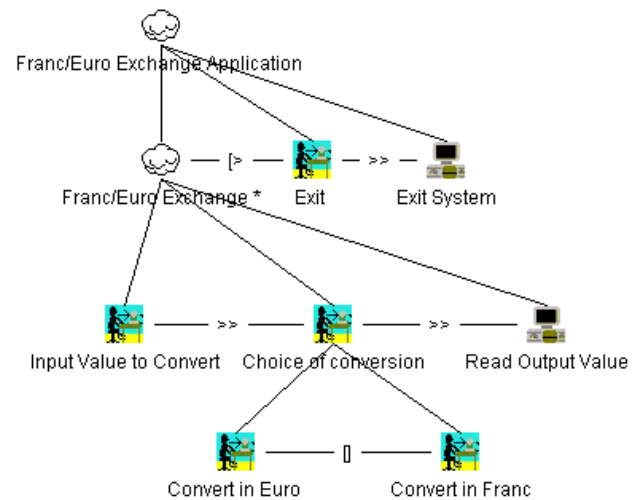 Franc/Euro Exchange Application
[>
>>
Franc/Euro Exchange *
Exit
Exit System
>>
>>
Input Value to Convert
Choice of conversion
Read Output Value
[]
Convert in Euro
Convert in Franc